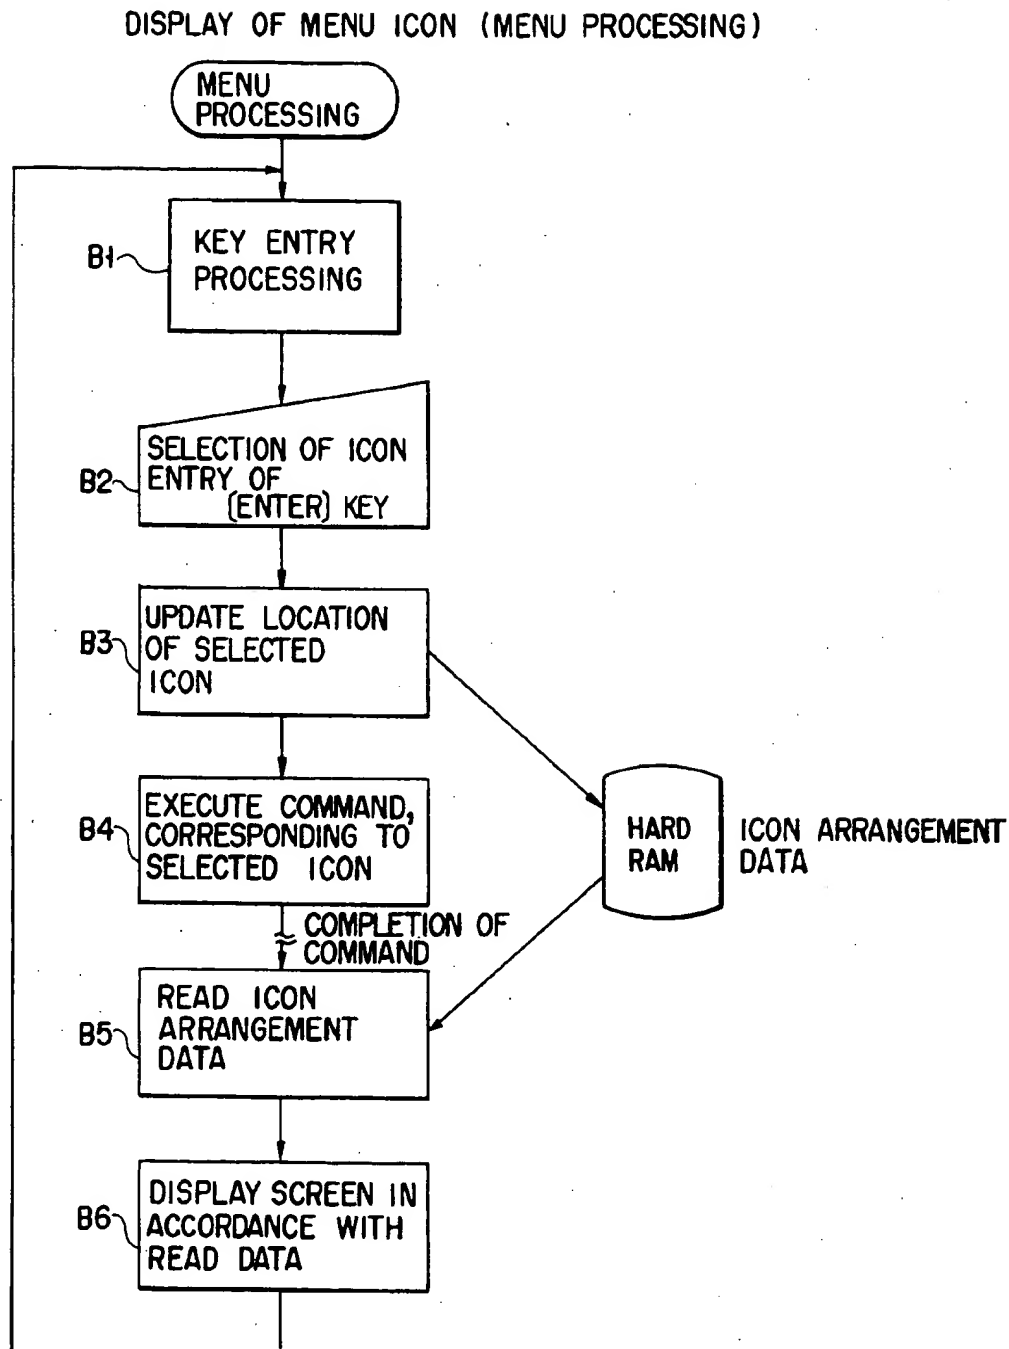 DISPLAY OF MENU ICON (MENU PROCESSING)
MENU
PROCESSING
B1
KEY ENTRY
PROCESSING
B2
SELECTION OF ICON
ENTRY OF
[ENTER] KEY
B3
UPDATE LOCATION
OF SELECTED
ICON
B4
EXECUTE COMMAND,
CORRESPONDING TO
SELECTED ICON
HARD
RAM
ICON ARRANGEMENT
DATA
COMPLETION OF
COMMAND
B5
READ ICON
ARRANGEMENT
DATA
B6
DISPLAY SCREEN IN
ACCORDANCE WITH
READ DATA